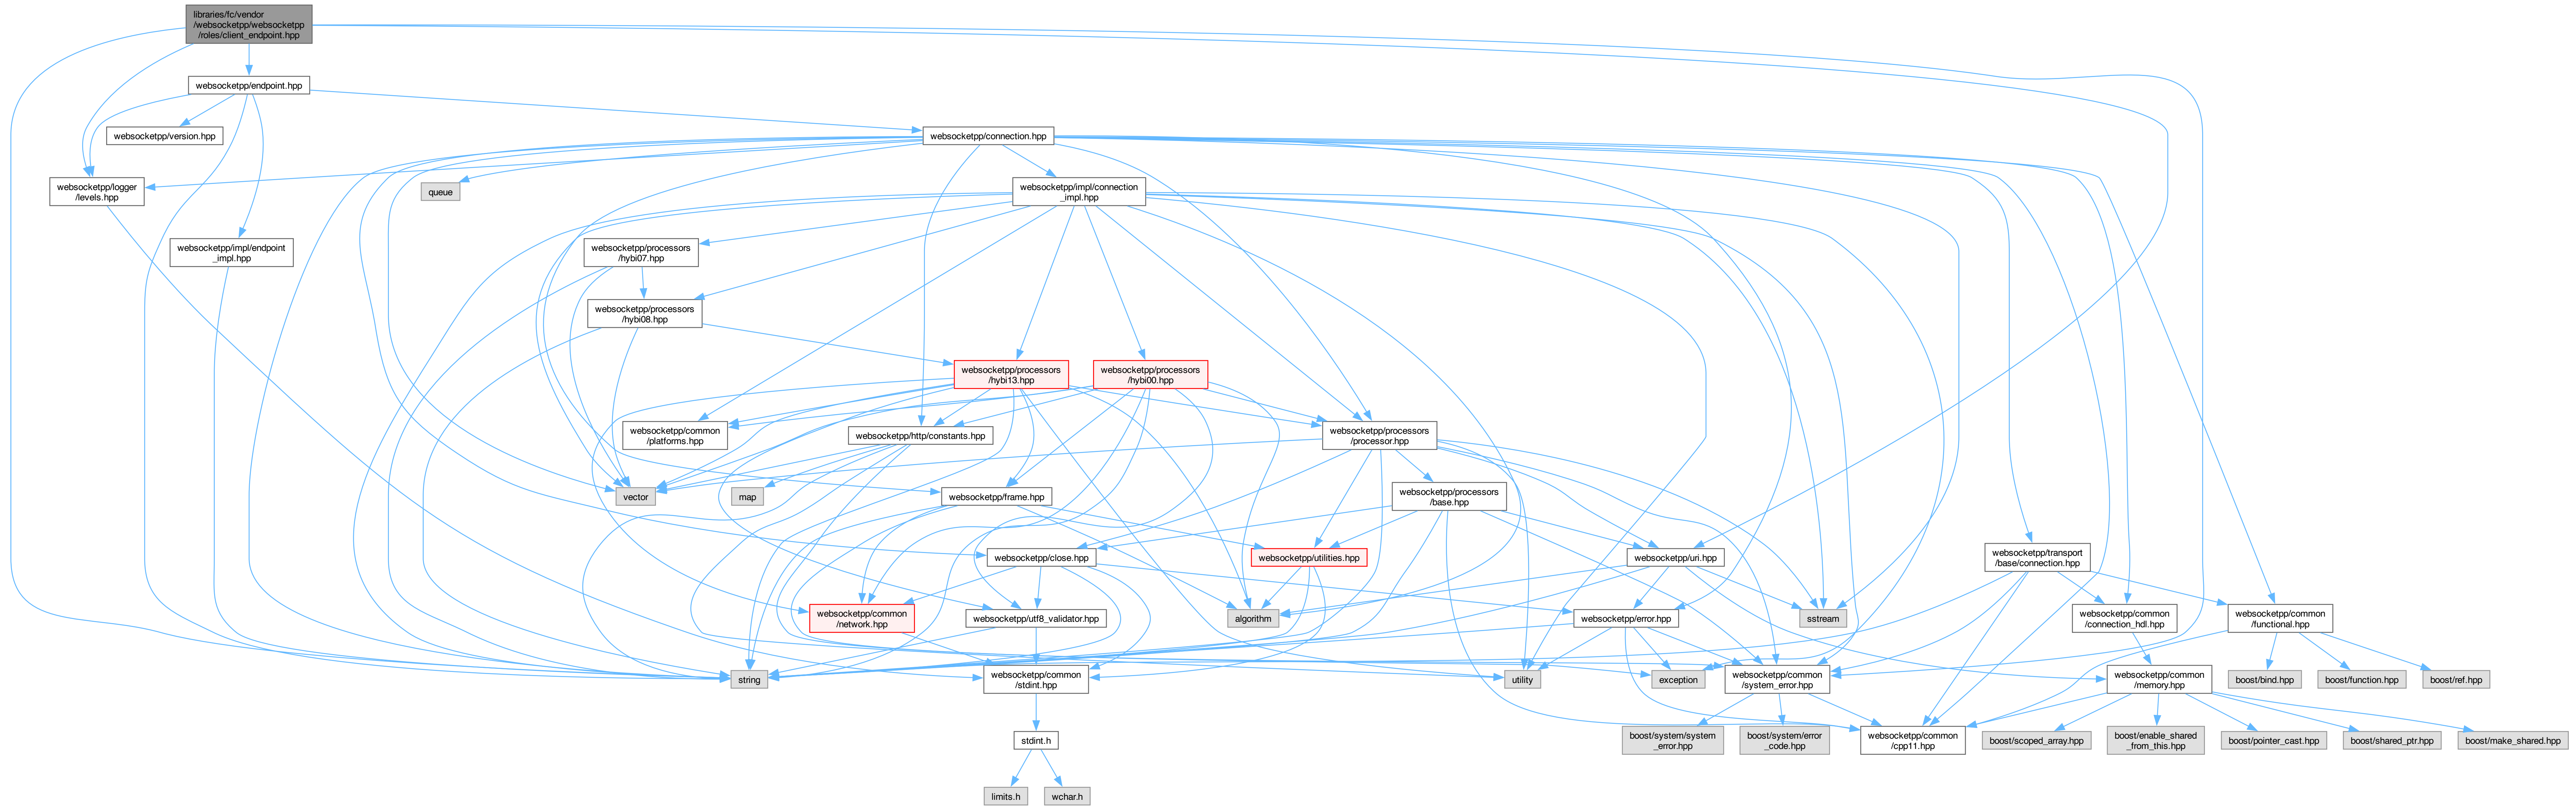 libraries/fc/vendor
/websocketpp/websocketpp
/roles/client_endpoint.hpp
websocketpp/endpoint.hpp
websocketpp/version.hpp
websocketpp/connection.hpp
websocketpp/logger
/levels.hpp
queue
websocketpp/impl/connection
_impl.hpp
websocketpp/impl/endpoint
_impl.hpp
websocketpp/processors
/hybi07.hpp
websocketpp/processors
/hybi08.hpp
websocketpp/processors
/hybi13.hpp
websocketpp/processors
/hybi00.hpp
websocketpp/common
/platforms.hpp
websocketpp/http/constants.hpp
websocketpp/processors
/processor.hpp
vector
map
websocketpp/frame.hpp
websocketpp/processors
/base.hpp
websocketpp/close.hpp
websocketpp/utilities.hpp
websocketpp/uri.hpp
websocketpp/transport
/base/connection.hpp
websocketpp/common
/network.hpp
websocketpp/utf8_validator.hpp
algorithm
websocketpp/error.hpp
sstream
websocketpp/common
/connection_hdl.hpp
websocketpp/common
/functional.hpp
string
websocketpp/common
/stdint.hpp
utility
exception
websocketpp/common
/system_error.hpp
websocketpp/common
/memory.hpp
boost/bind.hpp
boost/function.hpp
boost/ref.hpp
stdint.h
boost/system/system
_error.hpp
boost/system/error
_code.hpp
websocketpp/common
/cpp11.hpp
boost/scoped_array.hpp
boost/enable_shared
_from_this.hpp
boost/pointer_cast.hpp
boost/shared_ptr.hpp
boost/make_shared.hpp
limits.h
wchar.h